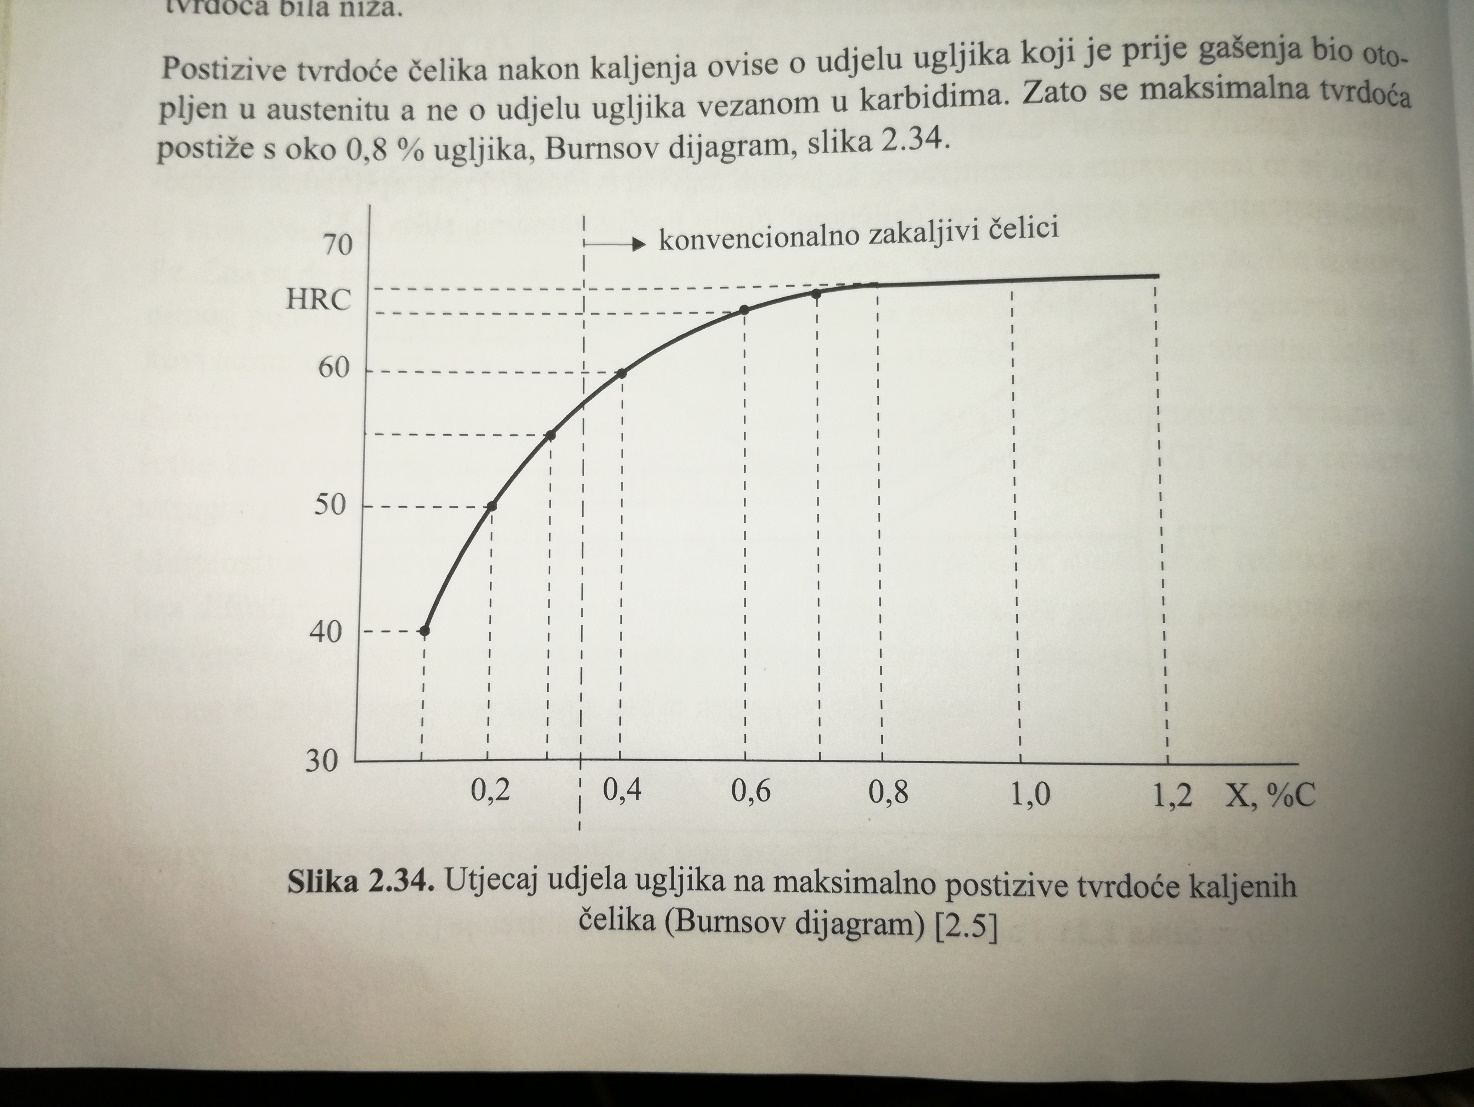 tvrdoća bila niža.
Postizive tvrdoće čelika nakon kaljenja ovise o udjelu ugljika koji je prije gašenja bio oto-
pljen u austenitu a ne o udjelu ugljika vezanom u karbidima. Zato se maksimalna tvrdoća
postiže s oko 0,8 % ugljika, Burnsov dijagram, slika 2.34.
70
konvencionalno zakaljivi čelici
HRC
60
50
40
30
0,2 0,4 0,6 0,8 1,0 1,2 X, %C
Slika 2.34. Utjecaj udjela ugljika na maksimalno postizive tvrdoće kaljenih
čelika (Burnsov dijagram) [2.5]